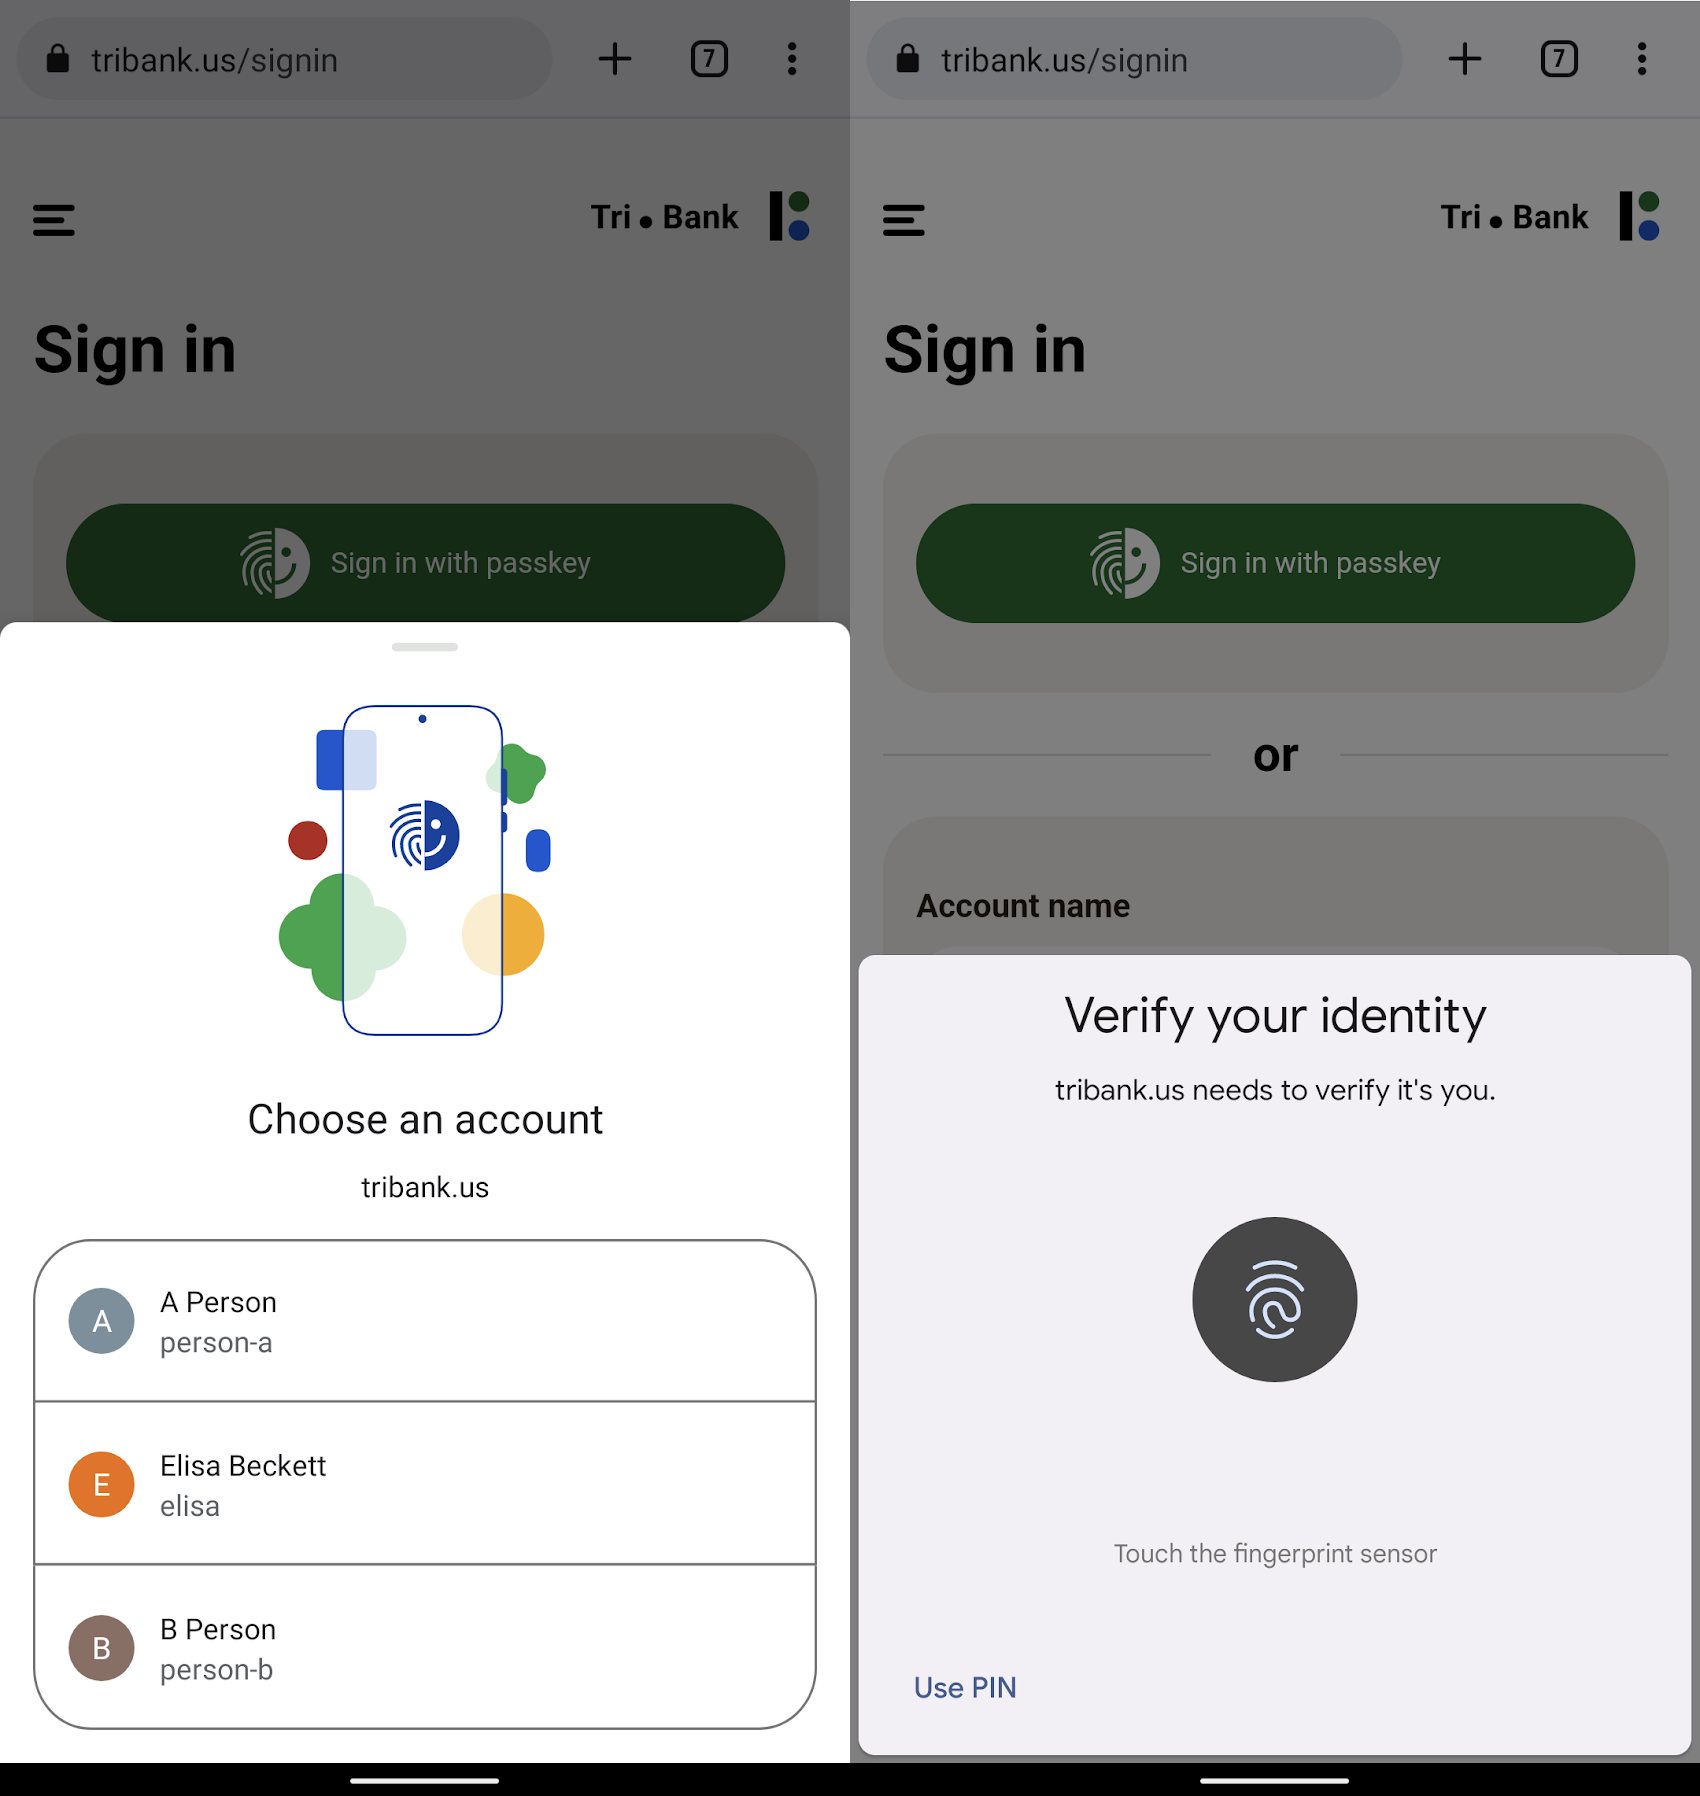 tribank.us/signin
7
Tri Bank
Sign in
Sign in with passkey
Choose an account
tribank.us
A
A Person
person-a
E
Elisa Beckett
elisa
B
B Person
person-b
tribank.us/signin
7
Tri Bank
Sign in
Sign in with passkey
or
Account name
Verify your identity
tribank.us needs to verify it's you.
Touch the fingerprint sensor
Use PIN